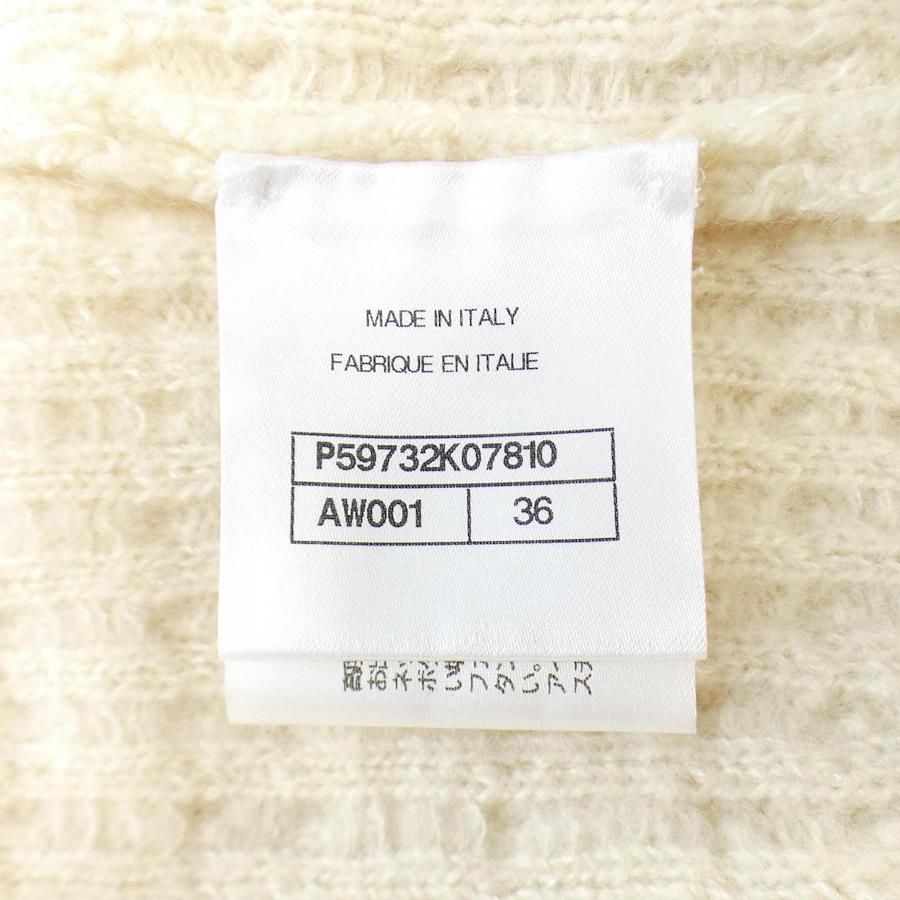 MADE IN ITALY
FABRIQUE EN ITALIE
P59732K07810
AW001 36